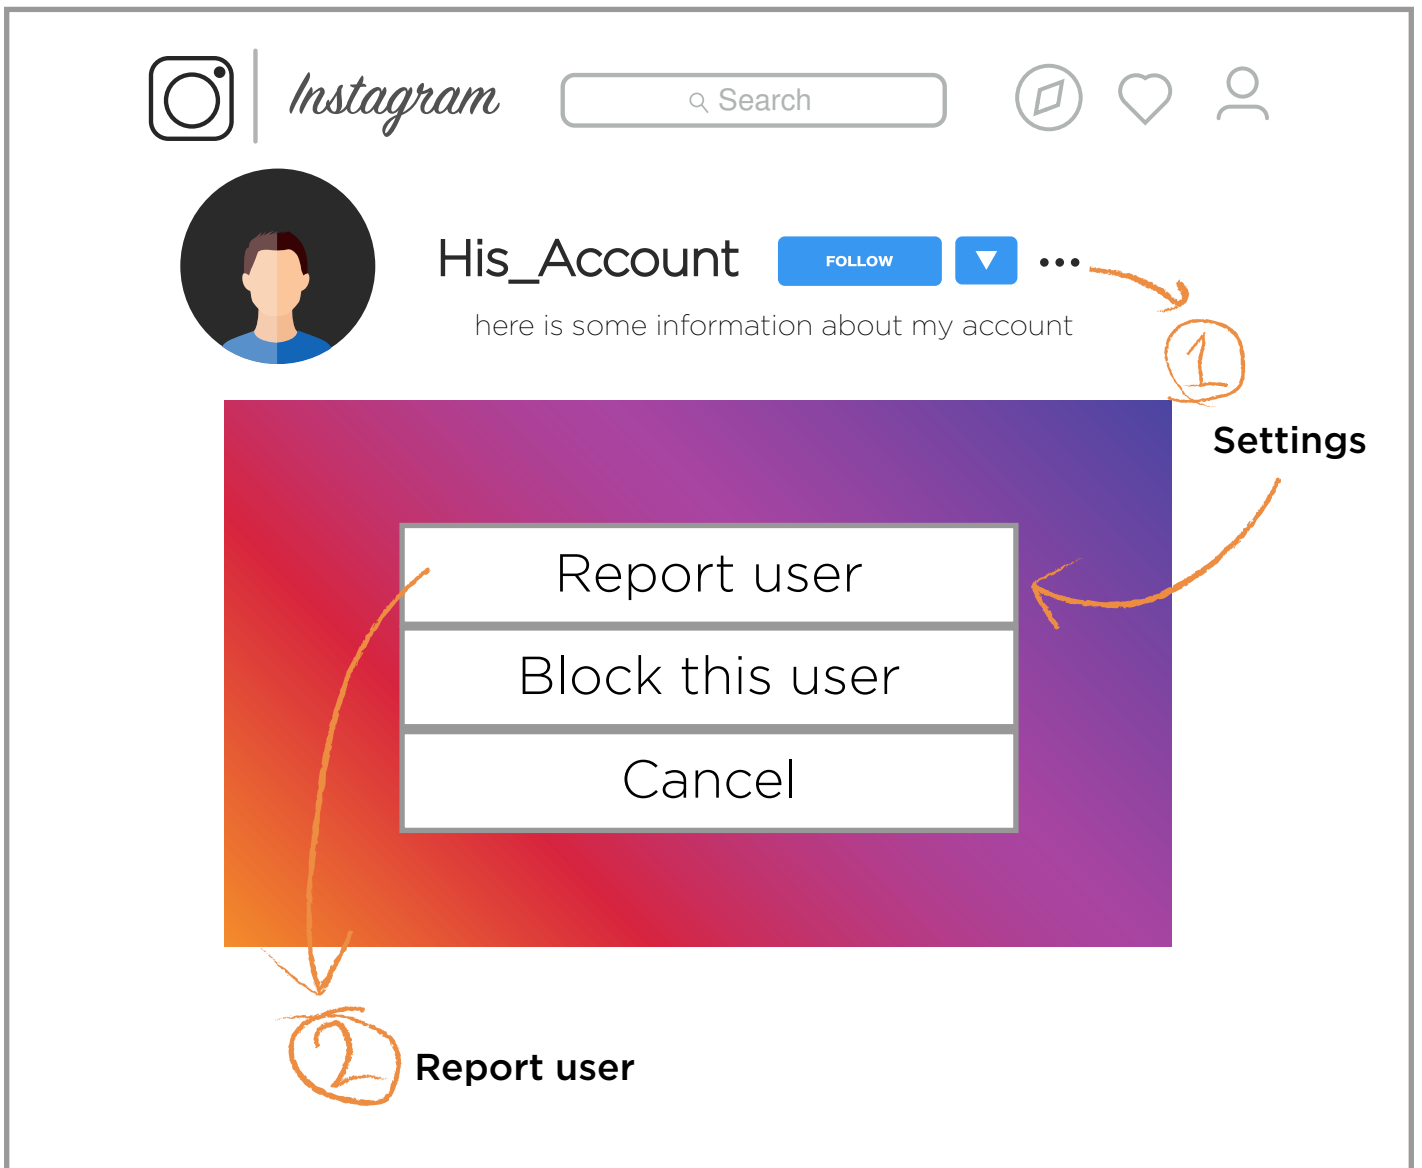 Instagram
Search
His_Account
FOLLOW
here is some information about my account
1
Settings
Report user
Block this user
Cancel
2
Report user